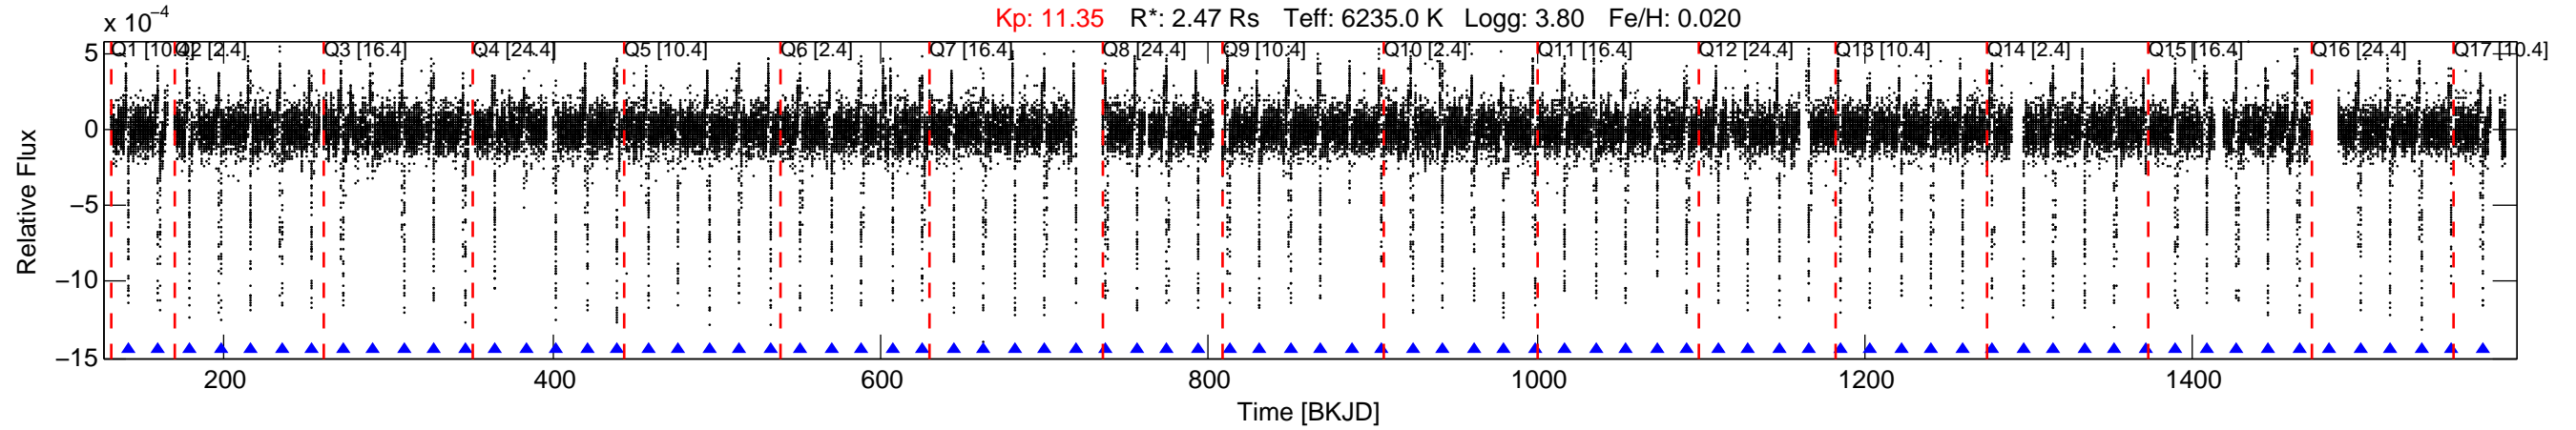 x 10⁻⁴ Kp: 11.35 R*: 2.47 Rs Teff: 6235.0 K Logg: 3.80 Fe/H: 0.020
Q1 [10.4] Q2 [2.4] Q3 [16.4] Q4 [24.4] Q5 [10.4] Q6 [2.4] Q7 [16.4] Q8 [24.4] Q9 [10.4] Q10 [2.4] Q11 [16.4] Q12 [24.4] Q13 [10.4] Q14 [2.4] Q15 [16.4] Q16 [24.4] Q17 [10.4]
5
0
−5
−10
−15
Relative Flux
200 400 600 800 1000 1200 1400
Time [BKJD]